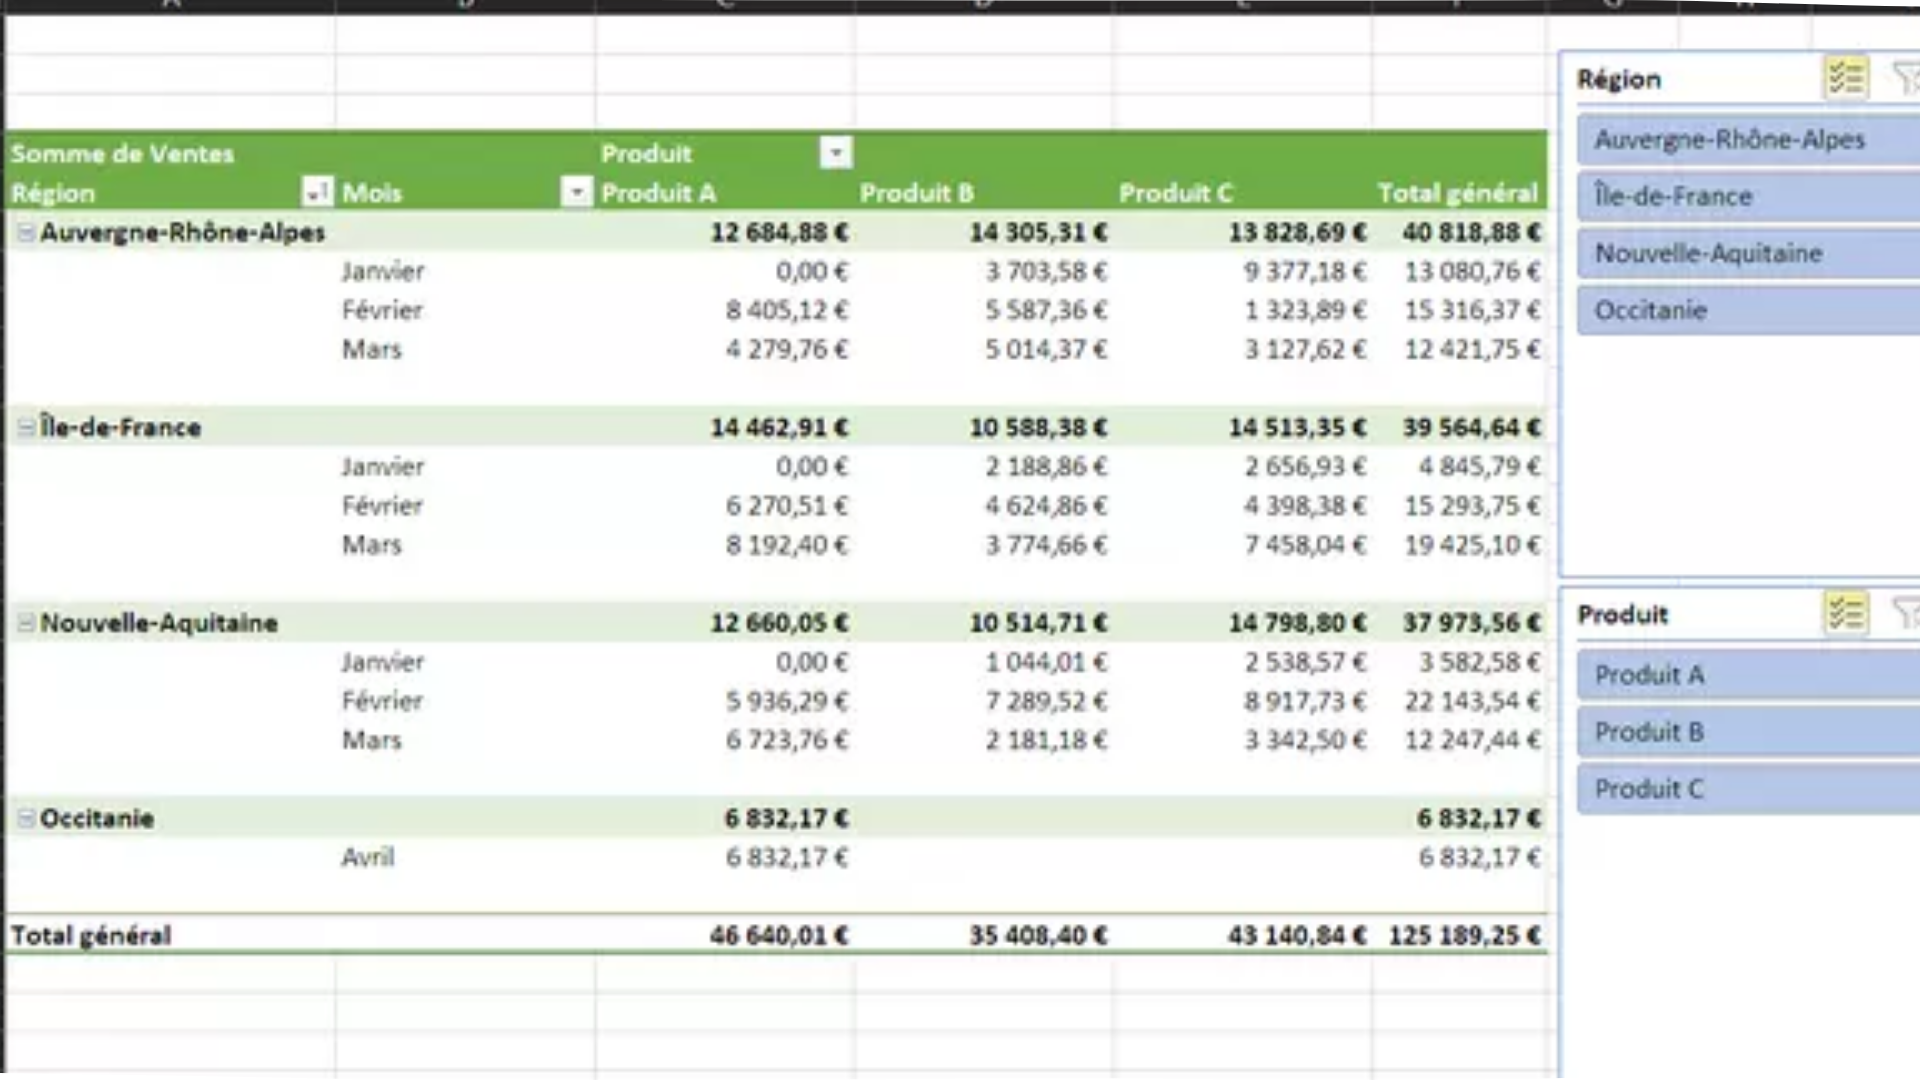 Somme de Ventes Produit
Région Mois Produit A Produit B Produit C Total général
Auvergne-Rhône-Alpes 12 684,88 € 14 305,31 € 13 828,69 € 40 818,88 €
Janvier 0,00 € 3 703,58 € 9 377,18 € 13 080,76 €
Février 8 405,12 € 5 587,36 € 1 323,89 € 15 316,37 €
Mars 4 279,76 € 5 014,37 € 3 127,62 € 12 421,75 €
Île-de-France 14 462,91 € 10 588,38 € 14 513,35 € 39 564,64 €
Janvier 0,00 € 2 188,86 € 2 656,93 € 4 845,79 €
Février 6 270,51 € 4 624,86 € 4 398,38 € 15 293,75 €
Mars 8 192,40 € 3 774,66 € 7 458,04 € 19 425,10 €
Nouvelle-Aquitaine 12 660,05 € 10 514,71 € 14 798,80 € 37 973,56 €
Janvier 0,00 € 1 044,01 € 2 538,57 € 3 582,58 €
Février 5 936,29 € 7 289,52 € 8 917,73 € 22 143,54 €
Mars 6 723,76 € 2 181,18 € 3 342,50 € 12 247,44 €
Occitanie 6 832,17 € 6 832,17 €
Avril 6 832,17 € 6 832,17 €
Total général 46 640,01 € 35 408,40 € 43 140,84 € 125 189,25 €
Région
Auvergne-Rhône-Alpes
Île-de-France
Nouvelle-Aquitaine
Occitanie
Produit
Produit A
Produit B
Produit C